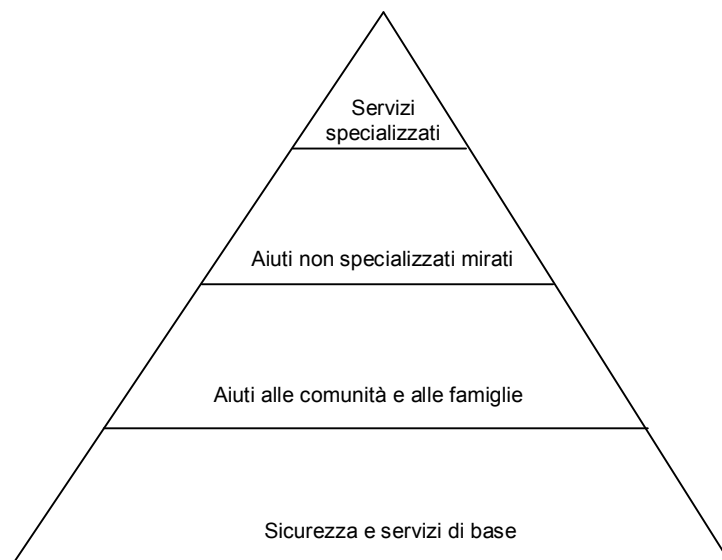 Servizi
specializzati
Aiuti non specializzati mirati
Aiuti alle comunità e alle famiglie
Sicurezza e servizi di base